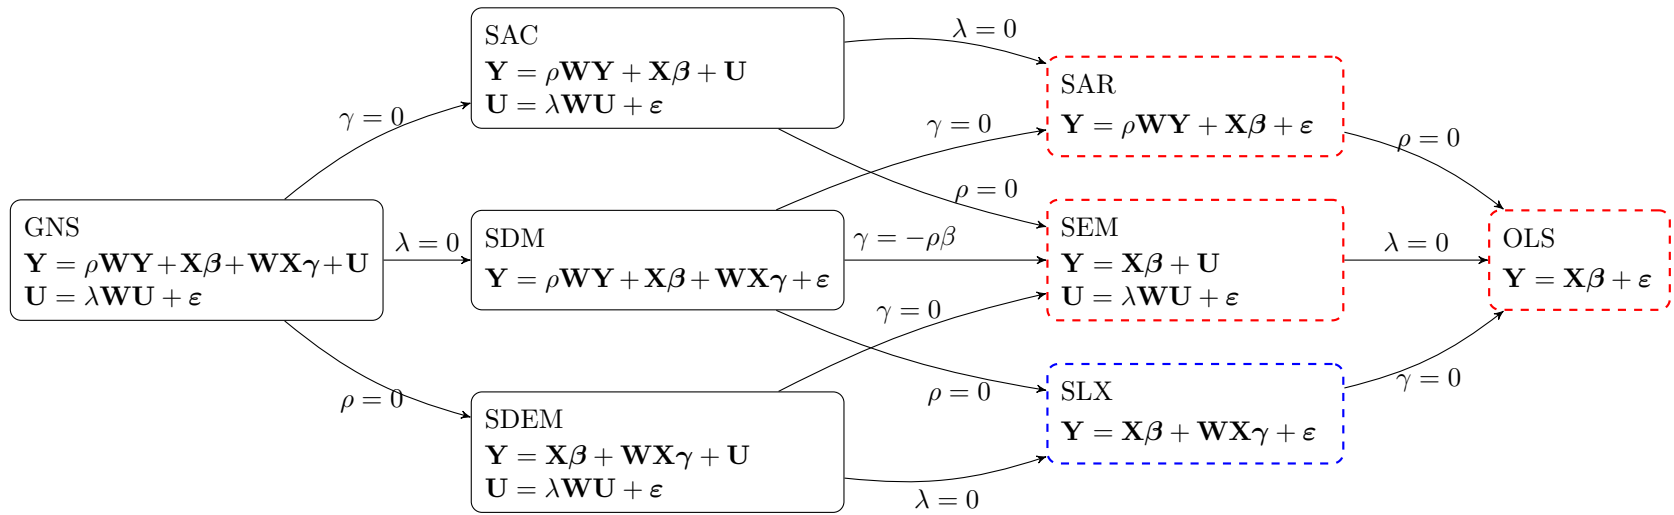 GNS
𝐘 = ρ𝐖𝐘 + 𝐗𝜷 + 𝐖𝐗𝜸 + 𝐔
𝐔 = λ𝐖𝐔 + 𝜺
γ = 0
λ = 0
ρ = 0
SAC
𝐘 = ρ𝐖𝐘 + 𝐗𝜷 + 𝐔
𝐔 = λ𝐖𝐔 + 𝜺
SDM
𝐘 = ρ𝐖𝐘 + 𝐗𝜷 + 𝐖𝐗𝜸 + 𝜺
SDEM
𝐘 = 𝐗𝜷 + 𝐖𝐗𝜸 + 𝐔
𝐔 = λ𝐖𝐔 + 𝜺
λ = 0
γ = 0
ρ = 0
γ = −ρβ
γ = 0
ρ = 0
λ = 0
SAR
𝐘 = ρ𝐖𝐘 + 𝐗𝜷 + 𝜺
SEM
𝐘 = 𝐗𝜷 + 𝐔
𝐔 = λ𝐖𝐔 + 𝜺
SLX
𝐘 = 𝐗𝜷 + 𝐖𝐗𝜸 + 𝜺
ρ = 0
λ = 0
γ = 0
OLS
𝐘 = 𝐗𝜷 + 𝜺